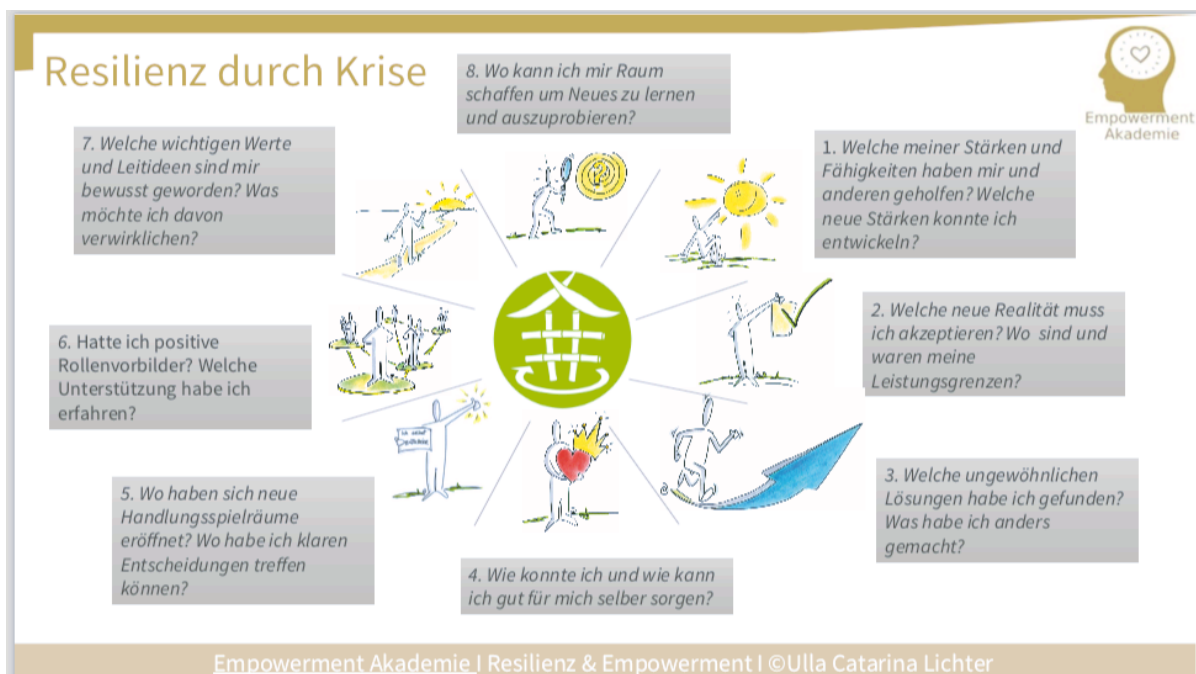 Resilienz durch Krise
Empowerment
Akademie
8. Wo kann ich mir Raum
schaffen um Neues zu lernen
und auszuprobieren?
1. Welche meiner Stärken und
Fähigkeiten haben mir und
anderen geholfen? Welche
neue Stärken konnte ich
entwickeln?
2. Welche neue Realität muss
ich akzeptieren? Wo sind und
waren meine
Leistungsgrenzen?
3. Welche ungewöhnlichen
Lösungen habe ich gefunden?
Was habe ich anders
gemacht?
4. Wie konnte ich und wie kann
ich gut für mich selber sorgen?
5. Wo haben sich neue
Handlungsspielräume
eröffnet? Wo habe ich klaren
Entscheidungen treffen
können?
6. Hatte ich positive
Rollenvorbilder? Welche
Unterstützung habe ich
erfahren?
7. Welche wichtigen Werte
und Leitideen sind mir
bewusst geworden? Was
möchte ich davon
verwirklichen?
Empowerment Akademie I Resilienz & Empowerment I ©Ulla Catarina Lichter